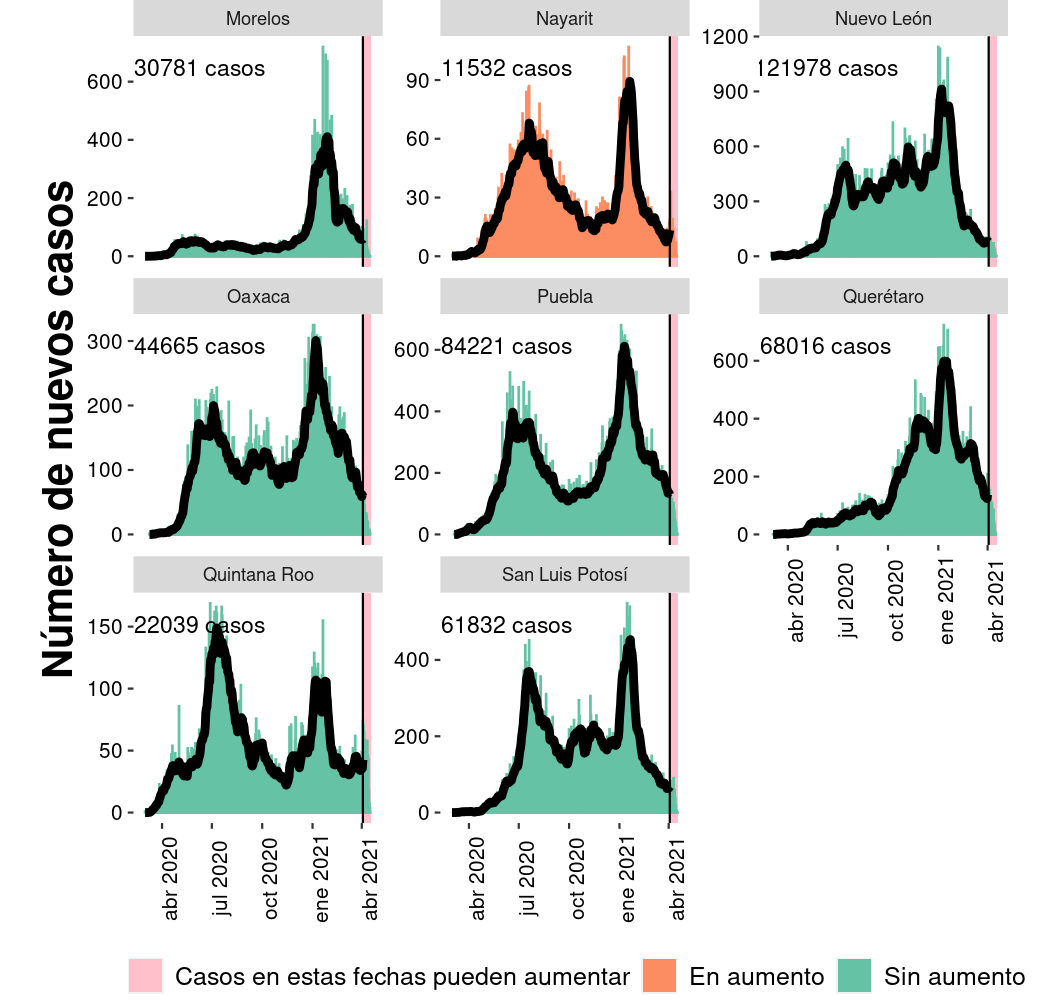 Número de nuevos casos
Morelos
30781 casos
600
400
200
0
Nayarit
11532 casos
90
60
30
0
Nuevo León
121978 casos
1200
900
600
300
0
Oaxaca
44665 casos
300
200
100
0
Puebla
84221 casos
600
400
200
0
Querétaro
68016 casos
600
400
200
0
abr 2020
jul 2020
oct 2020
ene 2021
abr 2021
Quintana Roo
22039 casos
150
100
50
0
abr 2020
jul 2020
oct 2020
ene 2021
abr 2021
San Luis Potosí
61832 casos
400
200
0
abr 2020
jul 2020
oct 2020
ene 2021
abr 2021
Casos en estas fechas pueden aumentar En aumento Sin aumento